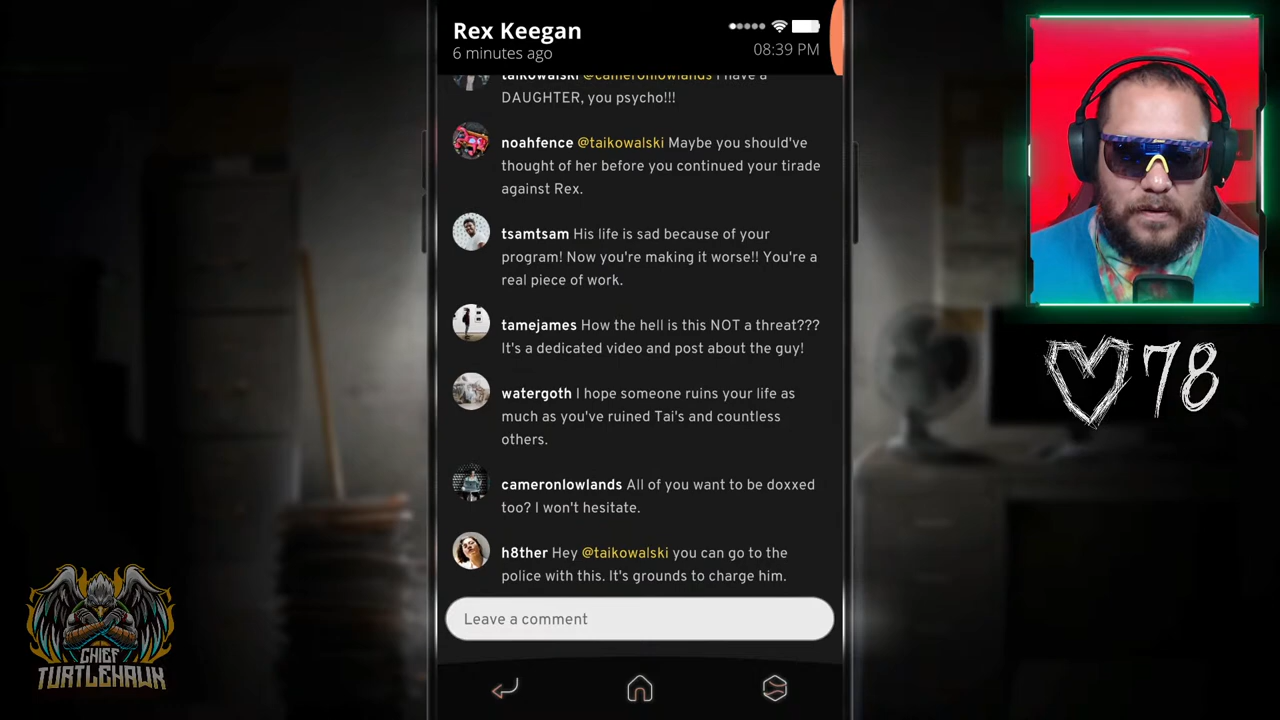 Rex Keegan
6 minutes ago
08:39 PM
taikowalski @cameronlowlands I have a
DAUGHTER, you psycho!!!
noahfence @taikowalski Maybe you should've
thought of her before you continued your tirade
against Rex.
tsamtsam His life is sad because of your
program! Now you're making it worse!! You're a
real piece of work.
tamejames How the hell is this NOT a threat???
It's a dedicated video and post about the guy!
watergoth I hope someone ruins your life as
much as you've ruined Tai's and countless
others.
cameronlowlands All of you want to be doxxed
too? I won't hesitate.
h8ther Hey @taikowalski you can go to the
police with this. It's grounds to charge him.
Leave a comment
78
CHIEF
TURTLEHAWK